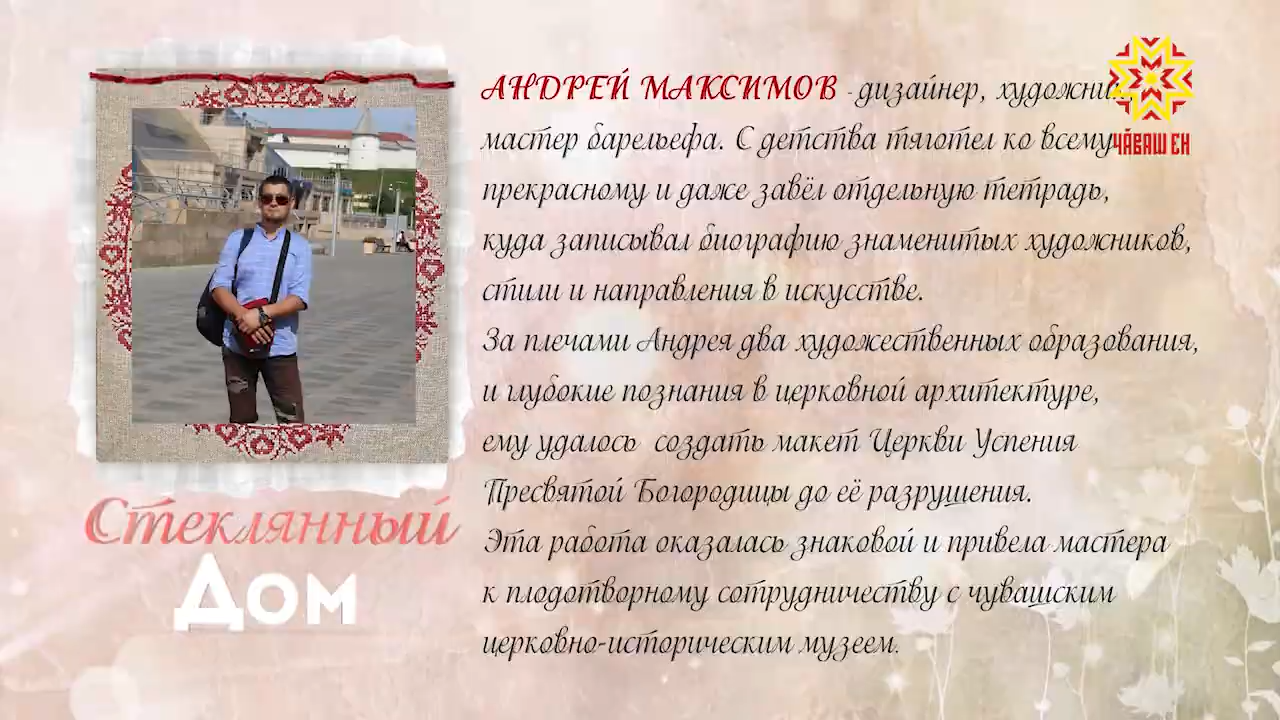 АНДРЕЙ МАКСИМОВ - дизайнер, художник,
мастер барельефа. С детства тяготел ко всему
прекрасному и даже завёл отдельную тетрадь,
куда записывал биографию знаменитых художников,
стили и направления в искусстве.
За плечами Андрея два художественных образования,
и глубокие познания в церковной архитектуре,
ему удалось создать макет Церкви Успения
Пресвятой Богородицы до её разрушения.
Эта работа оказалась знаковой и привела мастера
к плодотворному сотрудничеству с чувашским
церковно-историческим музеем.
Стеклянный
Дом
ЧӐВАШ ЕН